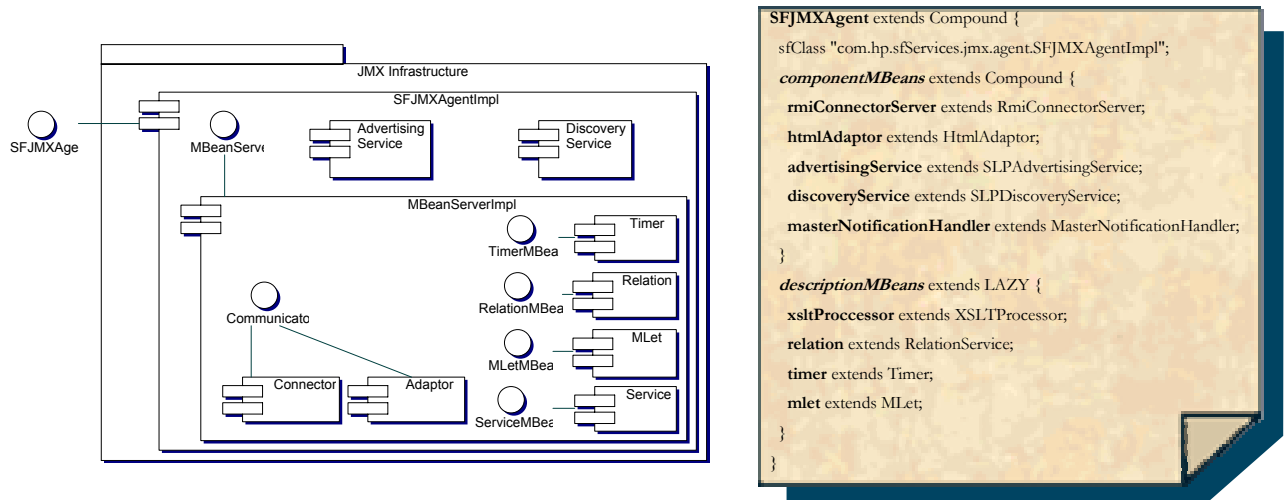 JMX Infrastructure
SFJMXAgentImpl
SFJMXAge
MBeanServe
Advertising
Service
Discovery
Service
MBeanServerImpl
Timer
TimerMBea
Relation
RelationMBea
Communicato
MLet
MLetMBea
Connector
Adaptor
Service
ServiceMBea
SFJMXAgent extends Compound {
sfClass "com.hp.sfServices.jmx.agent.SFJMXAgentImpl";
componentMBeans extends Compound {
rmiConnectorServer extends RmiConnectorServer;
htmlAdaptor extends HtmlAdaptor;
advertisingService extends SLPAdvertisingService;
discoveryService extends SLPDiscoveryService;
masterNotificationHandler extends MasterNotificationHandler;
}
descriptionMBeans extends LAZY {
xsltProccessor extends XSLTProcessor;
relation extends RelationService;
timer extends Timer;
mlet extends MLet;
}
}